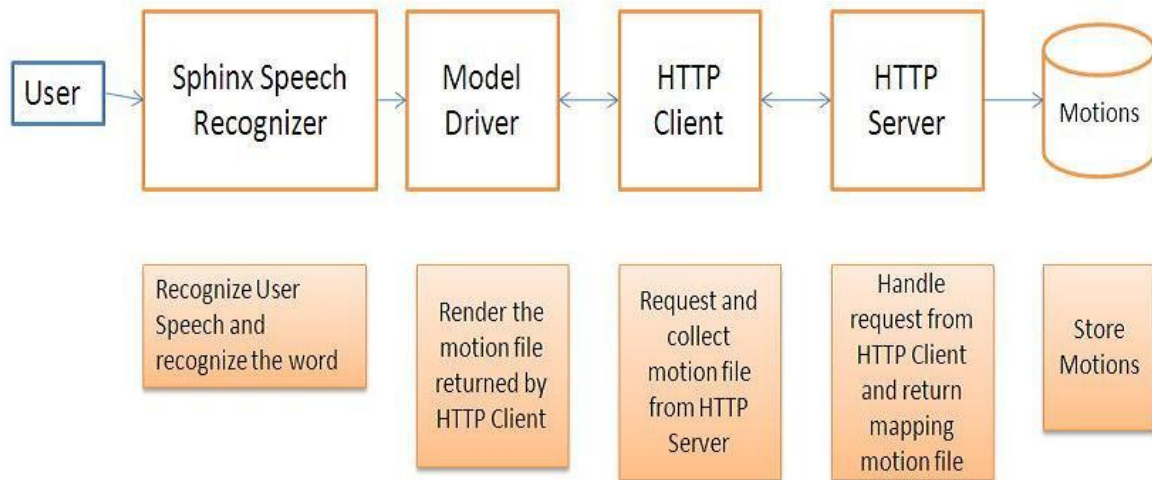 User
Sphinx Speech
Recognizer
Model
Driver
HTTP
Client
HTTP
Server
Motions
Recognize User
Speech and
recognize the word
Render the
motion file
returned by
HTTP Client
Request and
collect
motion file
from HTTP
Server
Handle
request from
HTTP Client
and return
mapping
motion file
Store
Motions